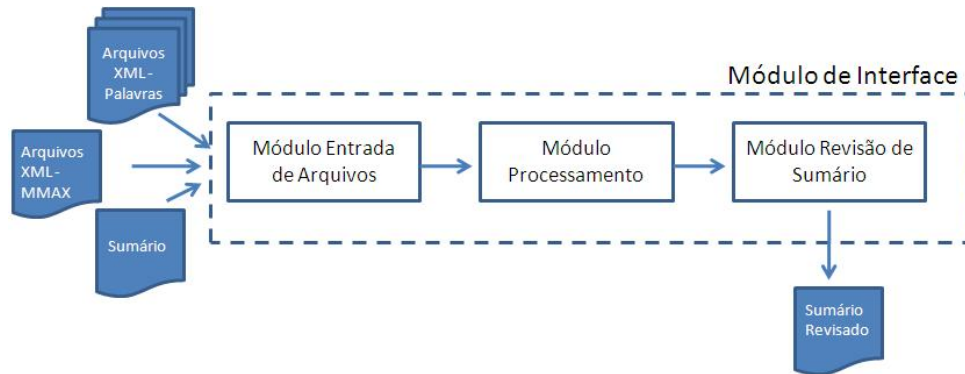 Arquivos
XML-
Palavras
Módulo de Interface
Arquivos
XML-
MMAX
Módulo Entrada
de Arquivos
Módulo
Processamento
Módulo Revisão de
Sumário
Sumário
Sumário
Revisado